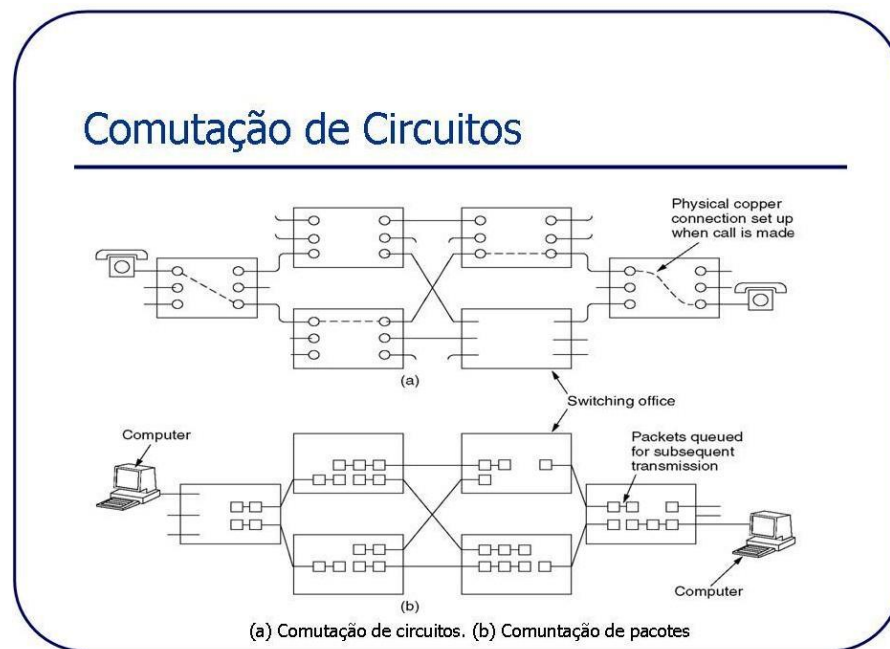 Comutação de Circuitos
Physical copper
connection set up
when call is made
(a)
Switching office
Computer
Packets queued
for subsequent
transmission
Computer
(b)
(a) Comutação de circuitos. (b) Comuntação de pacotes